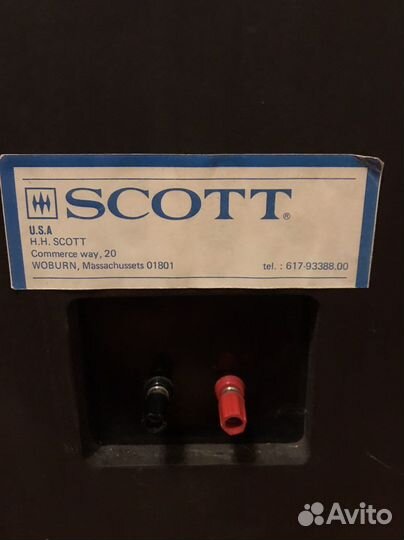 SCOTT®
U.S.A
H.H. SCOTT
Commerce way, 20
WOBURN, Massachussets 01801 tel. : 617-93388.00
Avito